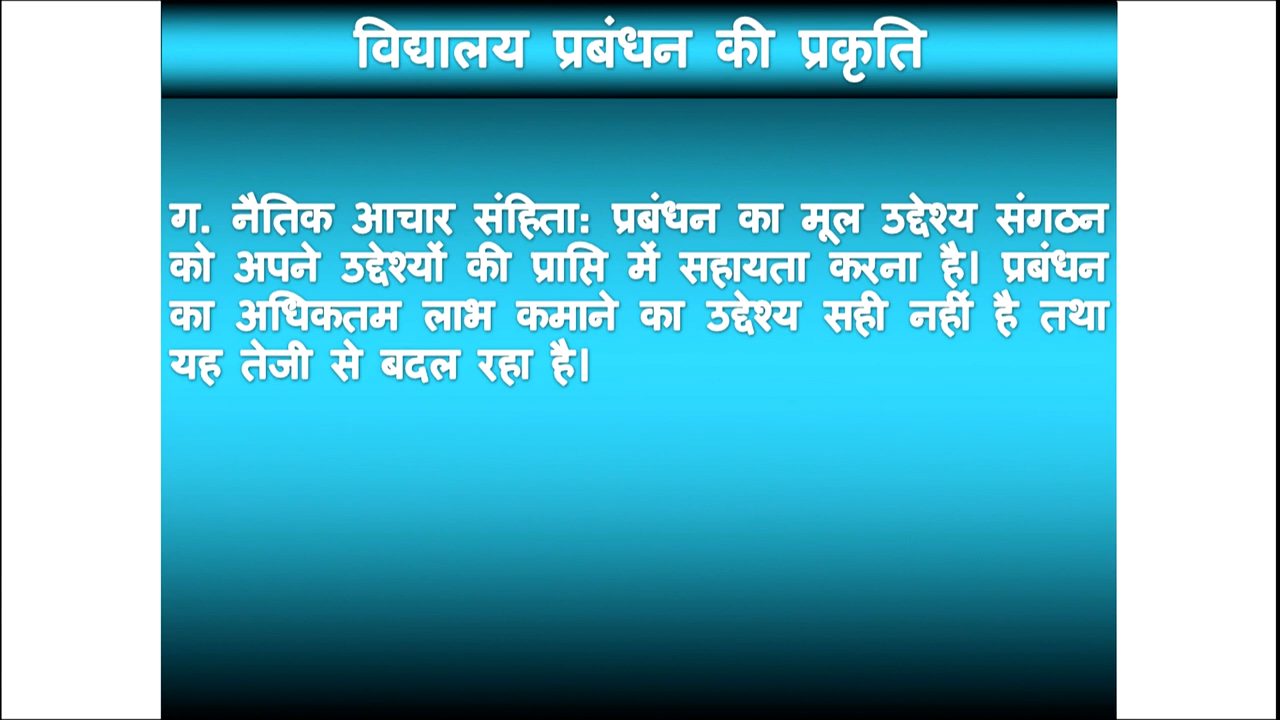 विद्यालय प्रबंधन की प्रकृति
ग. नैतिक आचार संहिता: प्रबंधन का मूल उद्देश्य संगठन
को अपने उद्देश्यों की प्राप्ति में सहायता करना है। प्रबंधन
का अधिकतम लाभ कमाने का उद्देश्य सही नहीं है तथा
यह तेजी से बदल रहा है।